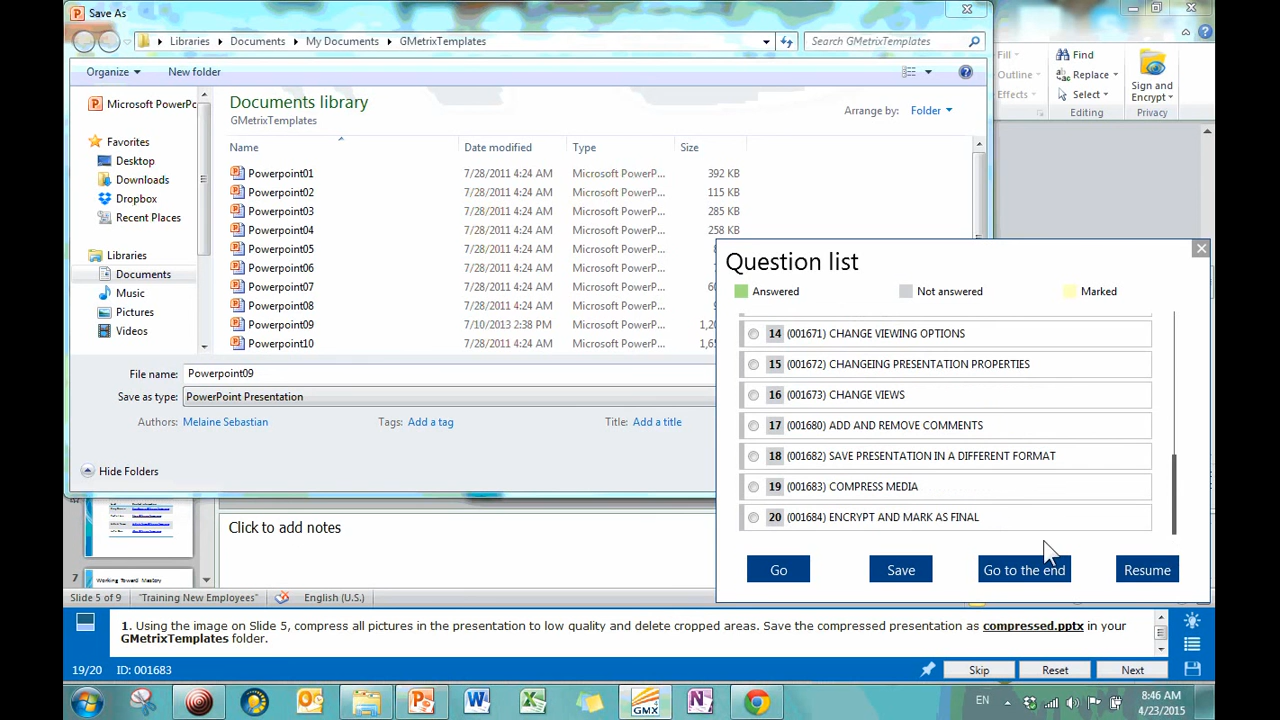 Save As
Libraries Documents My Documents GMetrixTemplates
Search GMetrixTemplates
Organize New folder
Microsoft PowerPc
Favorites
Desktop
Downloads
Dropbox
Recent Places
Libraries
Documents
Music
Pictures
Videos
Documents library
GMetrixTemplates
Arrange by: Folder
Name Date modified Type Size
Powerpoint01 7/28/2011 4:24 AM Microsoft PowerP... 392 KB
Powerpoint02 7/28/2011 4:24 AM Microsoft PowerP... 115 KB
Powerpoint03 7/28/2011 4:24 AM Microsoft PowerP... 285 KB
Powerpoint04 7/28/2011 4:24 AM Microsoft PowerP... 258 KB
Powerpoint05 7/28/2011 4:24 AM Microsoft PowerP...
Powerpoint06 7/28/2011 4:24 AM Microsoft PowerP...
Powerpoint07 7/28/2011 4:24 AM Microsoft PowerP...
Powerpoint08 7/28/2011 4:24 AM Microsoft PowerP...
Powerpoint09 7/10/2013 2:38 PM Microsoft PowerP...
Powerpoint10 7/28/2011 4:24 AM Microsoft PowerP...
File name: Powerpoint09
Save as type: PowerPoint Presentation
Authors: Melaine Sebastian Tags: Add a tag Title: Add a title
Hide Folders
Fill
Outline
Effects
Find
Replace
Select
Editing
Sign and
Encrypt
Privacy
Question list
Answered Not answered Marked
14 (001671) CHANGE VIEWING OPTIONS
15 (001672) CHANGEING PRESENTATION PROPERTIES
16 (001673) CHANGE VIEWS
17 (001680) ADD AND REMOVE COMMENTS
18 (001682) SAVE PRESENTATION IN A DIFFERENT FORMAT
19 (001683) COMPRESS MEDIA
20 (001684) ENCRYPT AND MARK AS FINAL
Go Save Go to the end Resume
Click to add notes
7 Working Toward Mastery
Slide 5 of 9 "Training New Employees" English (U.S.)
1. Using the image on Slide 5, compress all pictures in the presentation to low quality and delete cropped areas. Save the compressed presentation as compressed.pptx in your
GMetrixTemplates folder.
19/20 ID: 001683
Skip Reset Next
GMX
EN
8:46 AM
4/23/2015